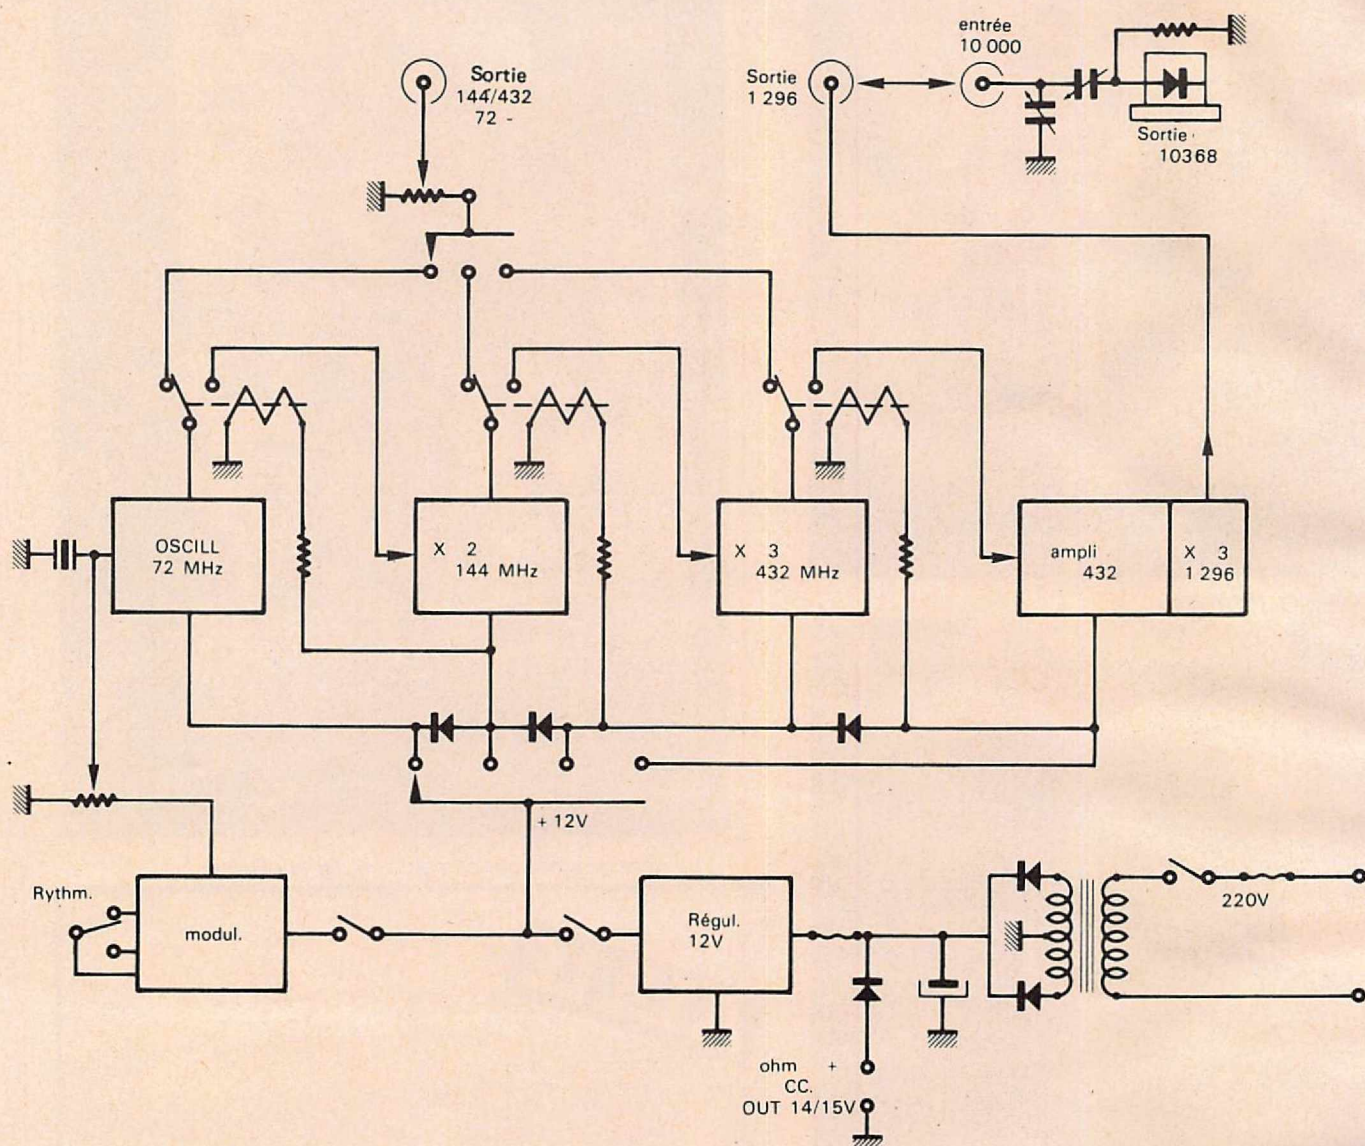 entrée
10 000
Sortie
144/432
72 -
Sortie
1 296
Sortie
10368
OSCILL
72 MHz
X 2
144 MHz
X 3
432 MHz
ampli
432
X 3
1 296
+ 12V
Rythm.
modul.
Régul.
12V
220V
ohm +
CC.
OUT 14/15V